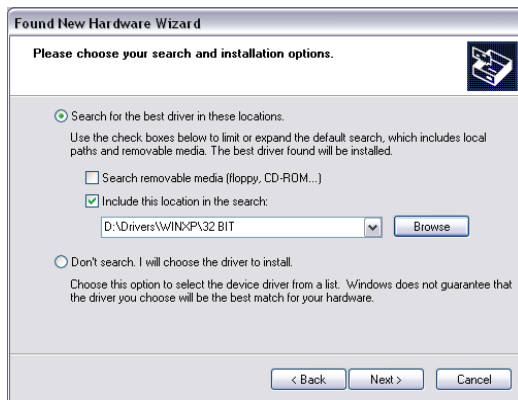 Found New Hardware Wizard
Please choose your search and installation options.
Search for the best driver in these locations.
Use the check boxes below to limit or expand the default search, which includes local
paths and removable media. The best driver found will be installed.
Search removable media (floppy, CD-ROM...)
Include this location in the search:
D:\Drivers\WINXP\32 BIT
Browse
Don't search. I will choose the driver to install.
Choose this option to select the device driver from a list. Windows does not guarantee that
the driver you choose will be the best match for your hardware.
< Back
Next >
Cancel